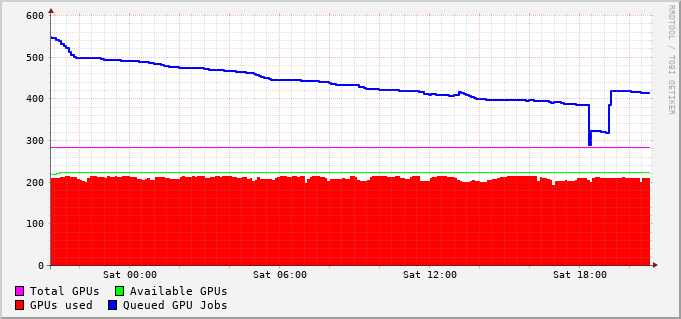 600
500
400
300
200
100
0
Sat 00:00 Sat 06:00 Sat 12:00 Sat 18:00
Total GPUs Available GPUs
GPUs used Queued GPU Jobs
RRDTOOL / TOBI OETIKER